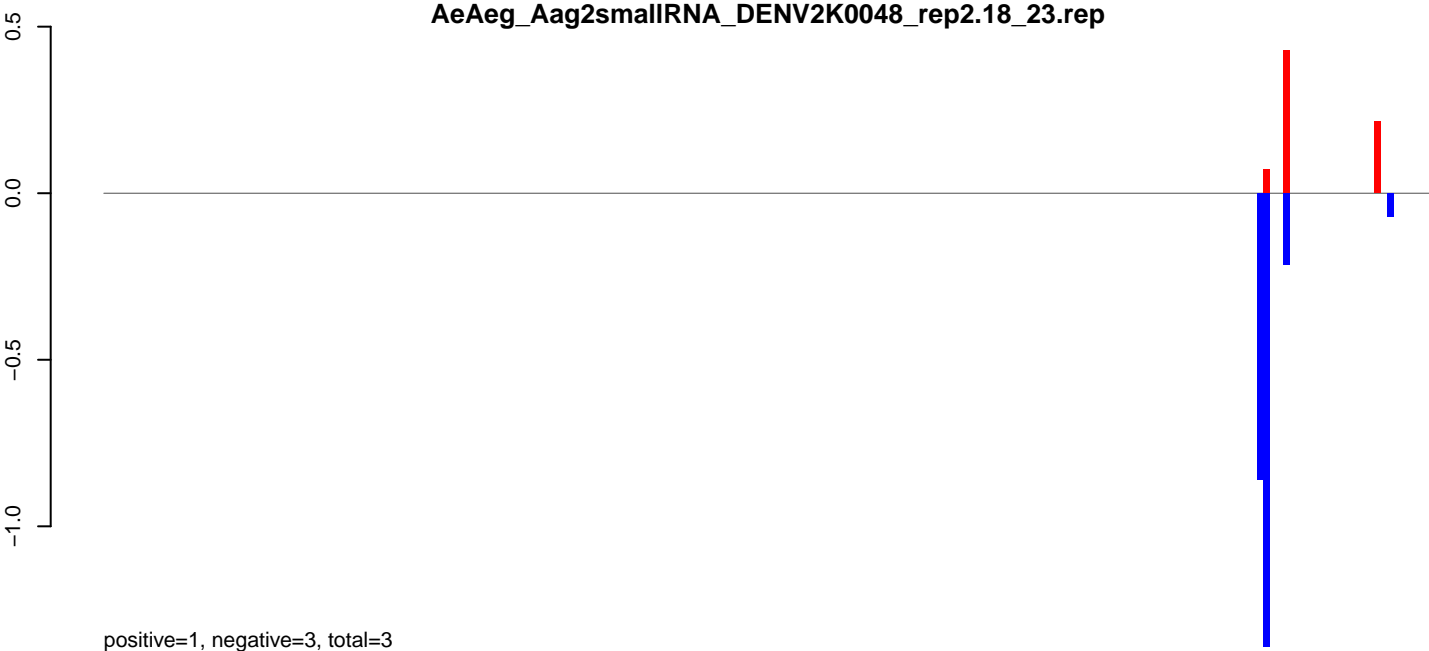 AeAeg_Aag2smallRNA_DENV2K0048_rep2.18_23.rep
0.5
0.0
−0.5
−1.0
positive=1, negative=3, total=3